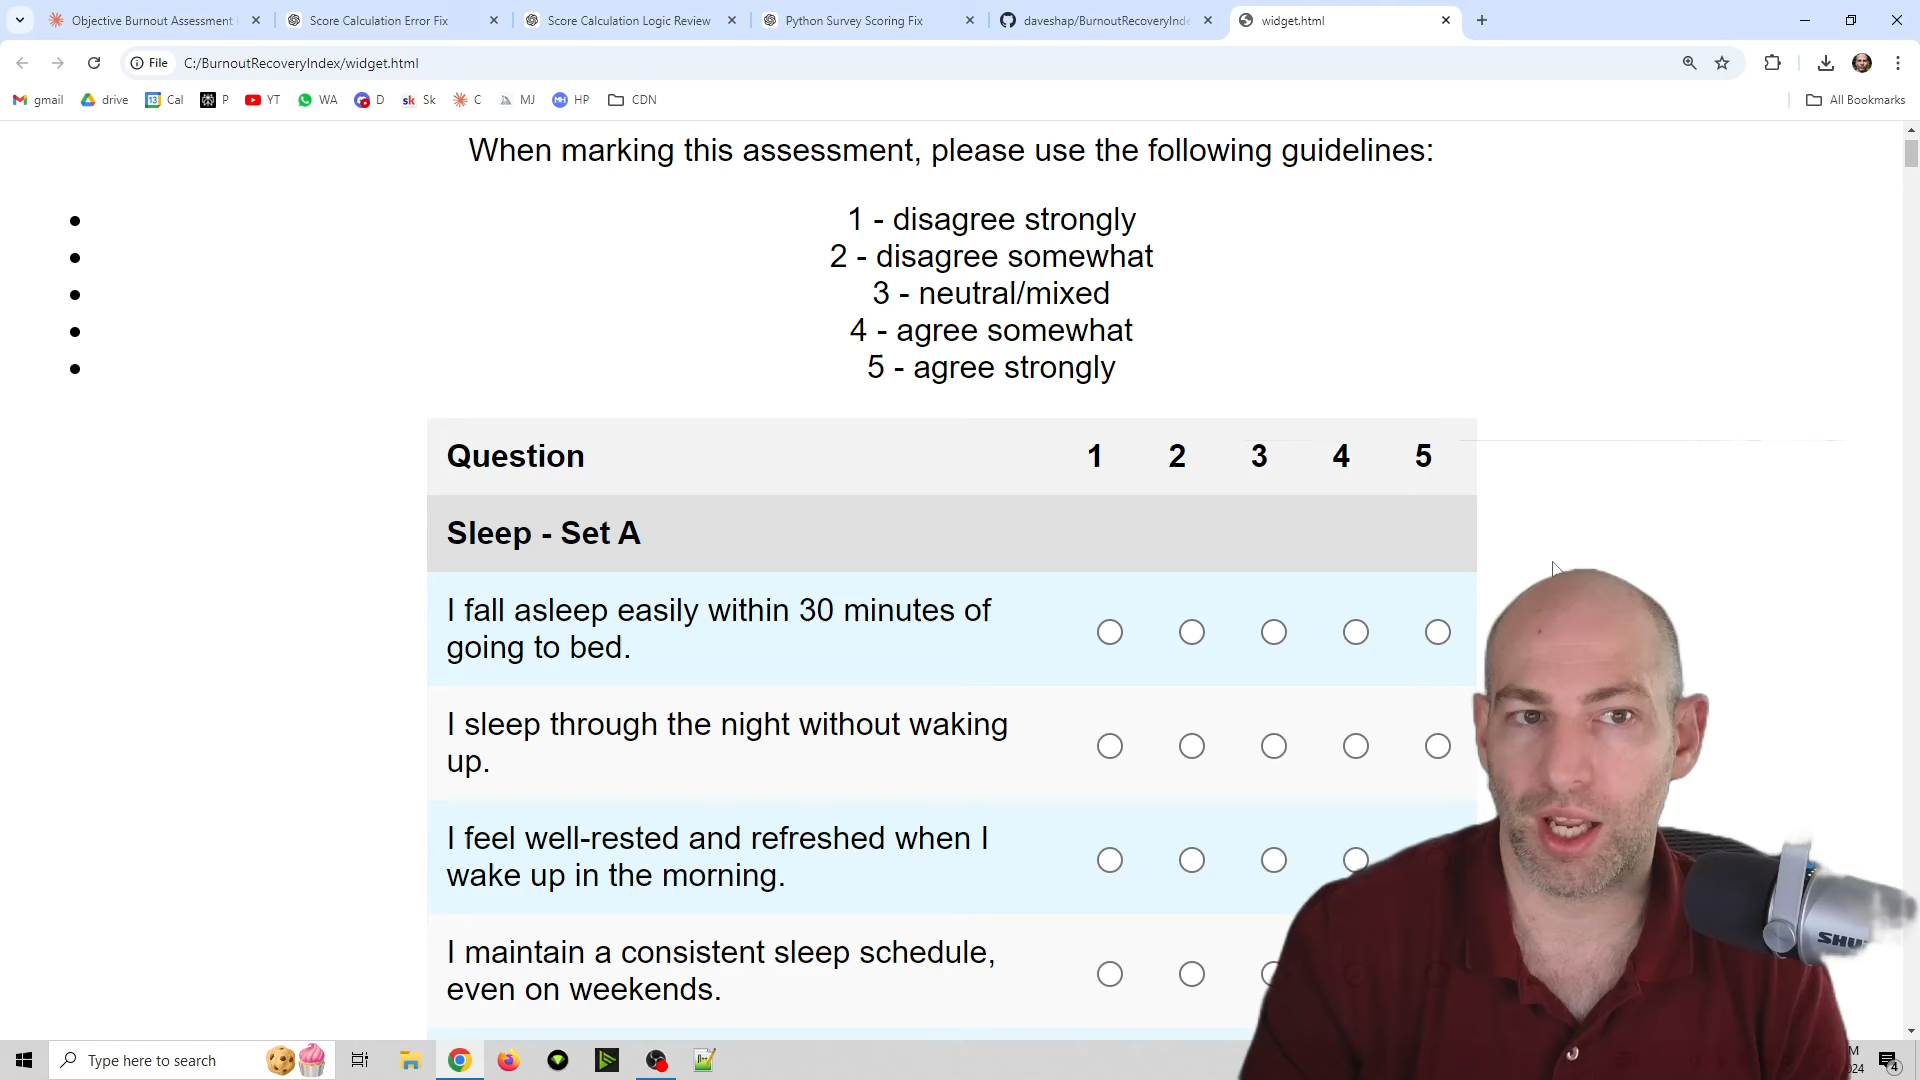 Objective Burnout Assessment
Score Calculation Error Fix
Score Calculation Logic Review
Python Survey Scoring Fix
daveshap/BurnoutRecoveryInde
widget.html
File
C:/BurnoutRecoveryIndex/widget.html
gmail
drive
Cal
P
YT
WA
D
sk Sk
C
MJ
HP
CDN
All Bookmarks
When marking this assessment, please use the following guidelines:
1 - disagree strongly
2 - disagree somewhat
3 - neutral/mixed
4 - agree somewhat
5 - agree strongly
Question 1 2 3 4 5
Sleep - Set A
I fall asleep easily within 30 minutes of
going to bed.
I sleep through the night without waking
up.
I feel well-rested and refreshed when I
wake up in the morning.
I maintain a consistent sleep schedule,
even on weekends.
Type here to search
4